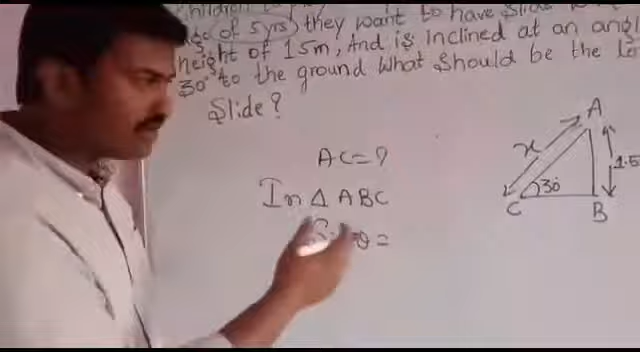 children
of 5yrs) they want to have slide
height of 1.5m, And is inclined at an angl
30° to the ground what should be the le
Slide?
AC=?
In Δ ABC
θ =
A
x
1.5
30°
C
B